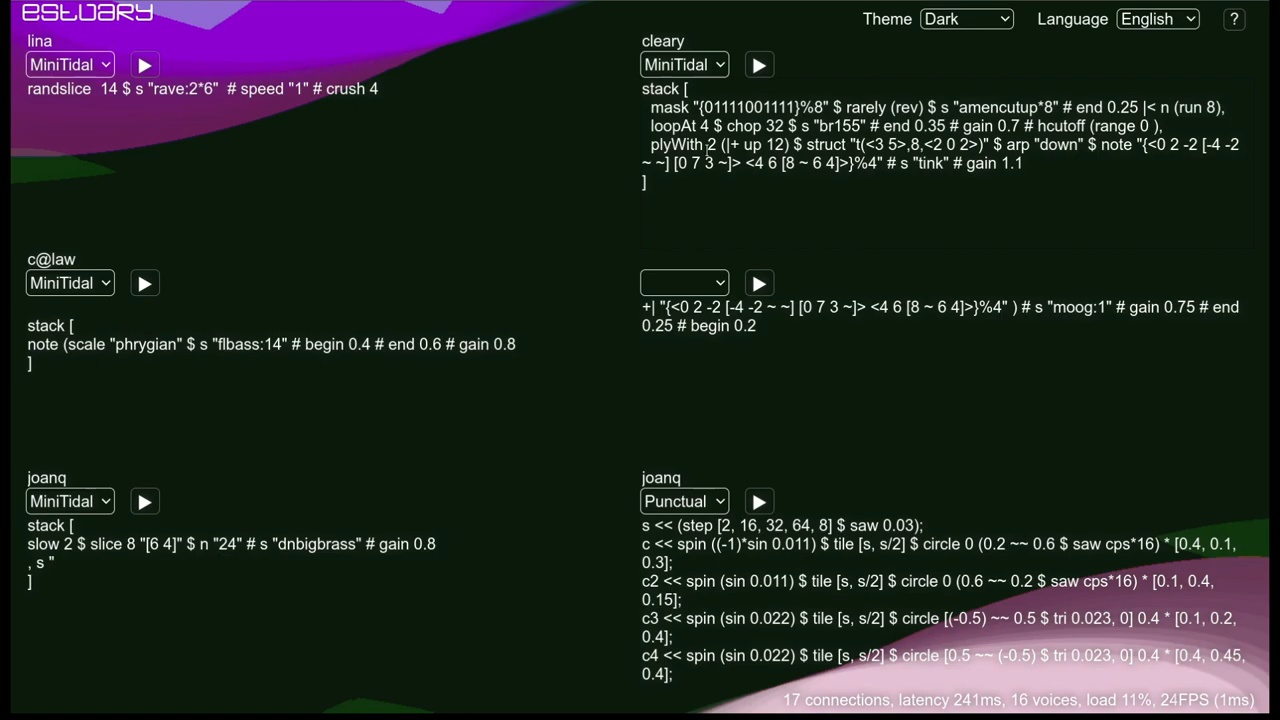 estuary
Theme Dark Language English ?
lina
MiniTidal
randslice  14 $ s "rave:2*6"  # speed "1" # crush 4
cleary
MiniTidal
stack [
mask "{01111001111}%8" $ rarely (rev) $ s "amencutup*8" # end 0.25 |< n (run 8),
loopAt 4 $ chop 32 $ s "br155" # end 0.35 # gain 0.7 # hcutoff (range 0 ),
plyWith 2 (|+ up 12) $ struct "t(<3 5>,8,<2 0 2>)" $ arp "down" $ note "{<0 2 -2 [-4 -2
~ ~] [0 7 3 ~]> <4 6 [8 ~ 6 4]>}%4" # s "tink" # gain 1.1
]
c@law
MiniTidal
stack [
note (scale "phrygian" $ s "flbass:14" # begin 0.4 # end 0.6 # gain 0.8
]
+| "{<0 2 -2 [-4 -2 ~ ~] [0 7 3 ~]> <4 6 [8 ~ 6 4]>}%4" ) # s "moog:1" # gain 0.75 # end
0.25 # begin 0.2
joanq
MiniTidal
stack [
slow 2 $ slice 8 "[6 4]" $ n "24" # s "dnbigbrass" # gain 0.8
, s "
]
joanq
Punctual
s << (step [2, 16, 32, 64, 8] $ saw 0.03);
c << spin ((-1)*sin 0.011) $ tile [s, s/2] $ circle 0 (0.2 ~~ 0.6 $ saw cps*16) * [0.4, 0.1,
0.3];
c2 << spin (sin 0.011) $ tile [s, s/2] $ circle 0 (0.6 ~~ 0.2 $ saw cps*16) * [0.1, 0.4,
0.15];
c3 << spin (sin 0.022) $ tile [s, s/2] $ circle [(-0.5) ~~ 0.5 $ tri 0.023, 0] 0.4 * [0.1, 0.2,
0.4];
c4 << spin (sin 0.022) $ tile [s, s/2] $ circle [0.5 ~~ (-0.5) $ tri 0.023, 0] 0.4 * [0.4, 0.45,
0.4];
17 connections, latency 241ms, 16 voices, load 11%, 24FPS (1ms)